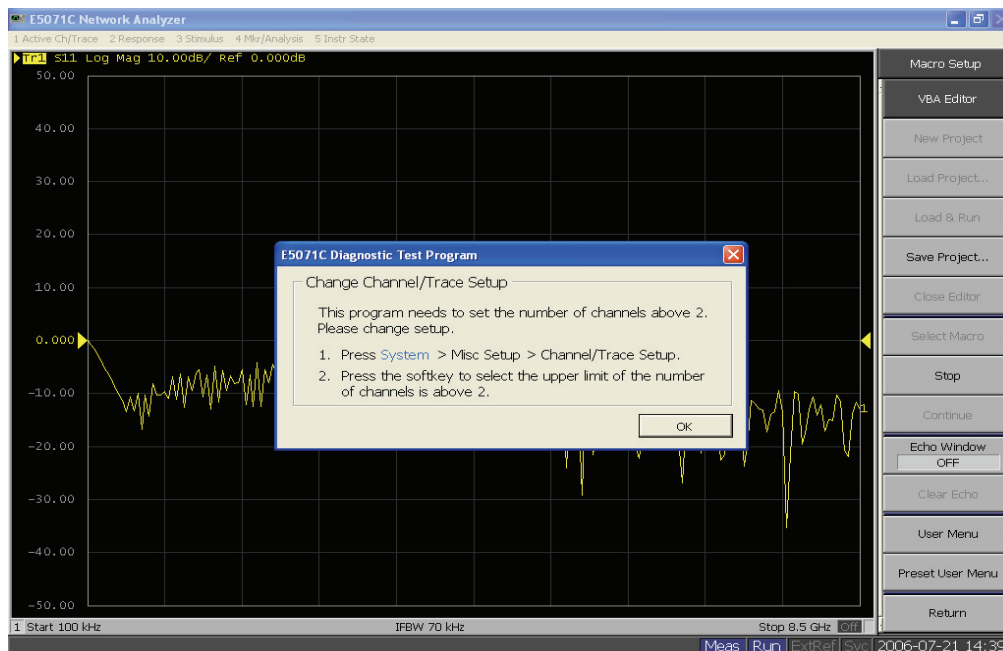 E5071C Network Analyzer
1 Active Ch/Trace 2 Response 3 Stimulus 4 Mkr/Analysis 5 Instr State
Tr1 S11 Log Mag 10.00dB/ Ref 0.000dB
50.00
40.00
30.00
20.00
10.00
0.000
-10.00
-20.00
-30.00
-40.00
-50.00
1
E5071C Diagnostic Test Program
Change Channel/Trace Setup
This program needs to set the number of channels above 2.
Please change setup.
1. Press System > Misc Setup > Channel/Trace Setup.
2. Press the softkey to select the upper limit of the number
of channels is above 2.
OK
Macro Setup
VBA Editor
New Project
Load Project...
Load & Run
Save Project...
Close Editor
Select Macro
Stop
Continue
Echo Window
OFF
Clear Echo
User Menu
Preset User Menu
Return
1 Start 100 kHz IFBW 70 kHz Stop 8.5 GHz Off
Meas Run ExtRef Svc 2006-07-21 14:39